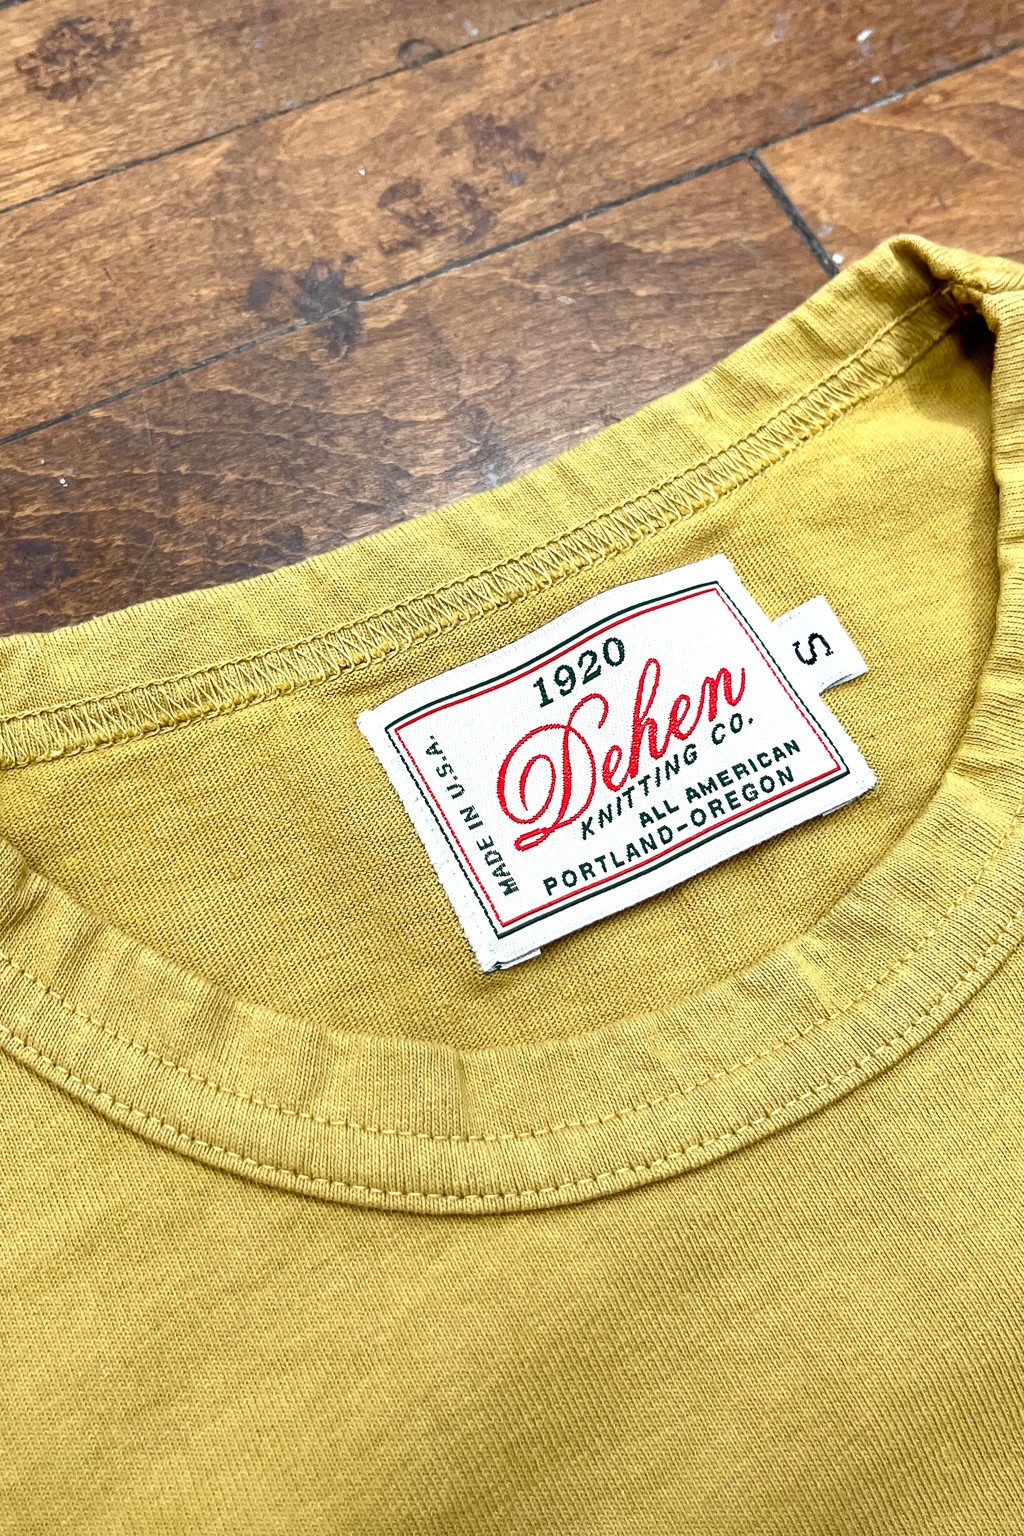 1920
Dehen
KNITTING CO.
ALL AMERICAN
PORTLAND-OREGON
MADE IN U.S.A.
S